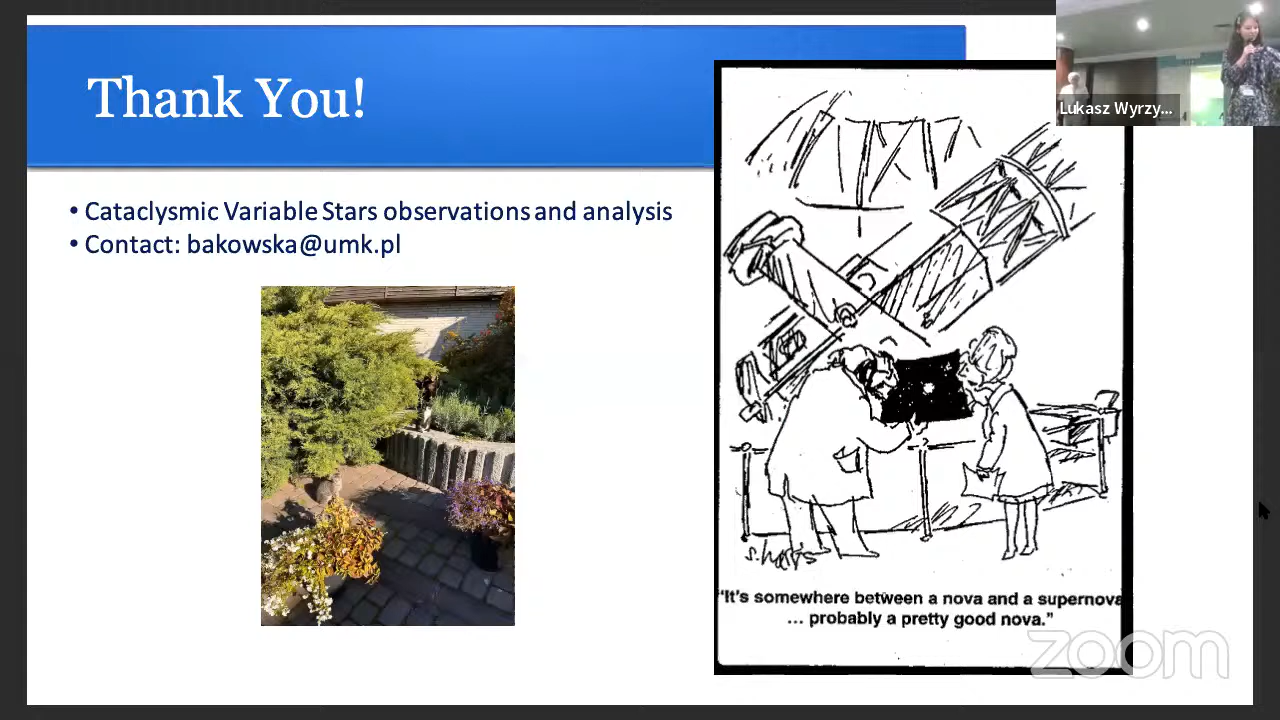 Thank You!
• Cataclysmic Variable Stars observations and analysis
• Contact: bakowska@umk.pl
Lukasz Wyrzy...
s. harris
"It's somewhere between a nova and a supernova
... probably a pretty good nova."
zoom